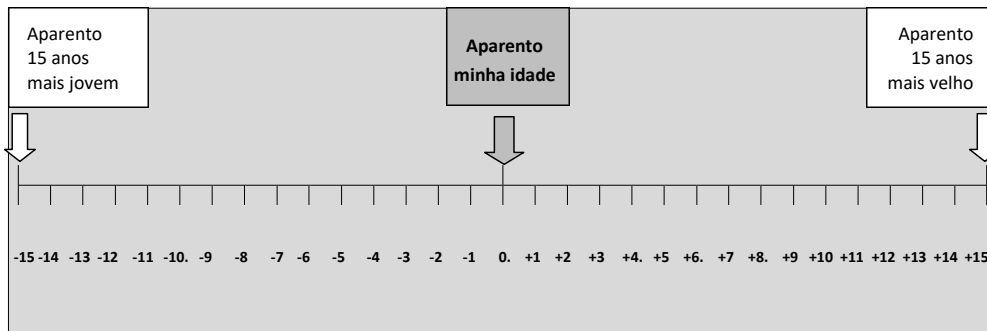 Aparento
15 anos
mais jovem
Aparento
minha idade
Aparento
15 anos
mais velho
-15 -14 -13 -12 -11 -10. -9 -8 -7 -6 -5 -4 -3 -2 -1 0. +1 +2 +3 +4. +5 +6. +7 +8. +9 +10 +11 +12 +13 +14 +15